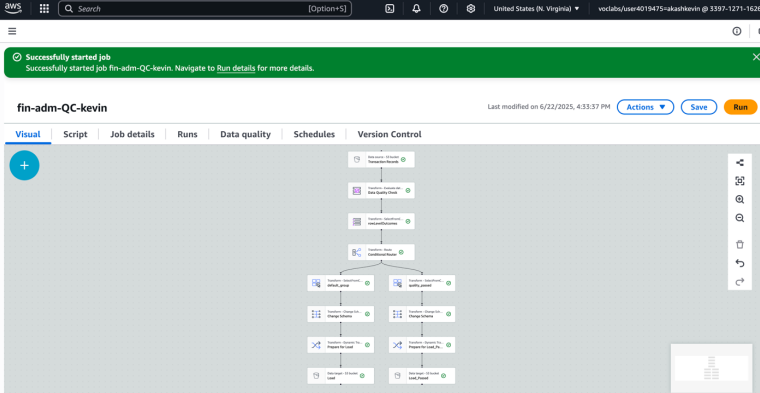 aws
Search
[Option+S]
United States (N. Virginia)
voclabs/user4019475=akashkevin @ 3397-1271-1626
Successfully started job
Successfully started job fin-adm-QC-kevin. Navigate to Run details for more details.
fin-adm-QC-kevin
Last modified on 6/22/2025, 4:33:37 PM
Actions
Save
Run
Visual
Script
Job details
Runs
Data quality
Schedules
Version Control
Data source - S3 bucket
Transaction Records
Transform - Evaluate Dat...
Data Quality Check
Transform - SelectFromC...
rowLevelOutcomes
Transform - Route
Conditional Router
Transform - SelectFromC...
default_group
Transform - SelectFromC...
quality_passed
Transform - Change Sch...
Change Schema
Transform - Change Sch...
Change Schema
Transform - Dynamic Tra...
Prepare for Load
Transform - Dynamic Tra...
Prepare for Load_Pa...
Data target - S3 bucket
Load
Data target - S3 bucket
Load_Passed